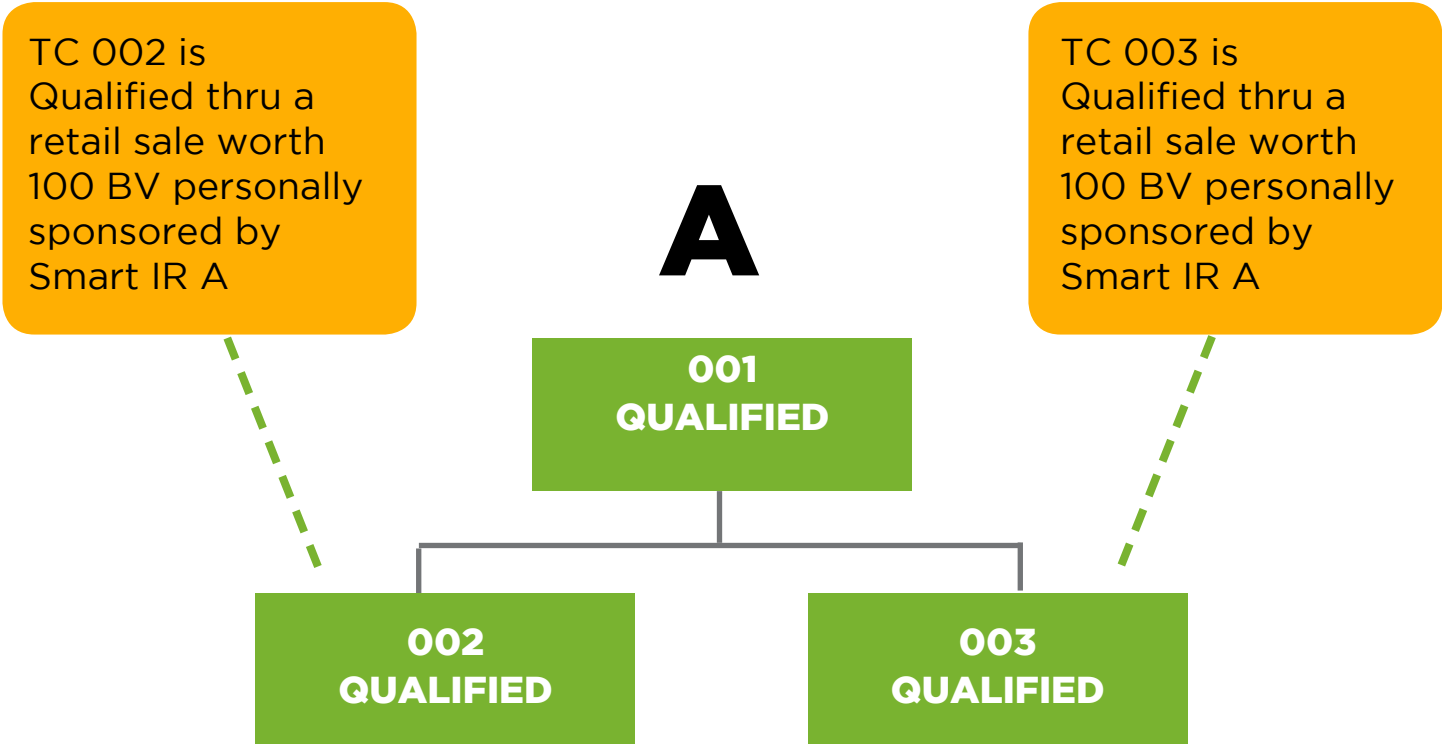 TC 002 is
Qualified thru a
retail sale worth
100 BV personally
sponsored by
Smart IR A
TC 003 is
Qualified thru a
retail sale worth
100 BV personally
sponsored by
Smart IR A
A
001
QUALIFIED
002
QUALIFIED
003
QUALIFIED